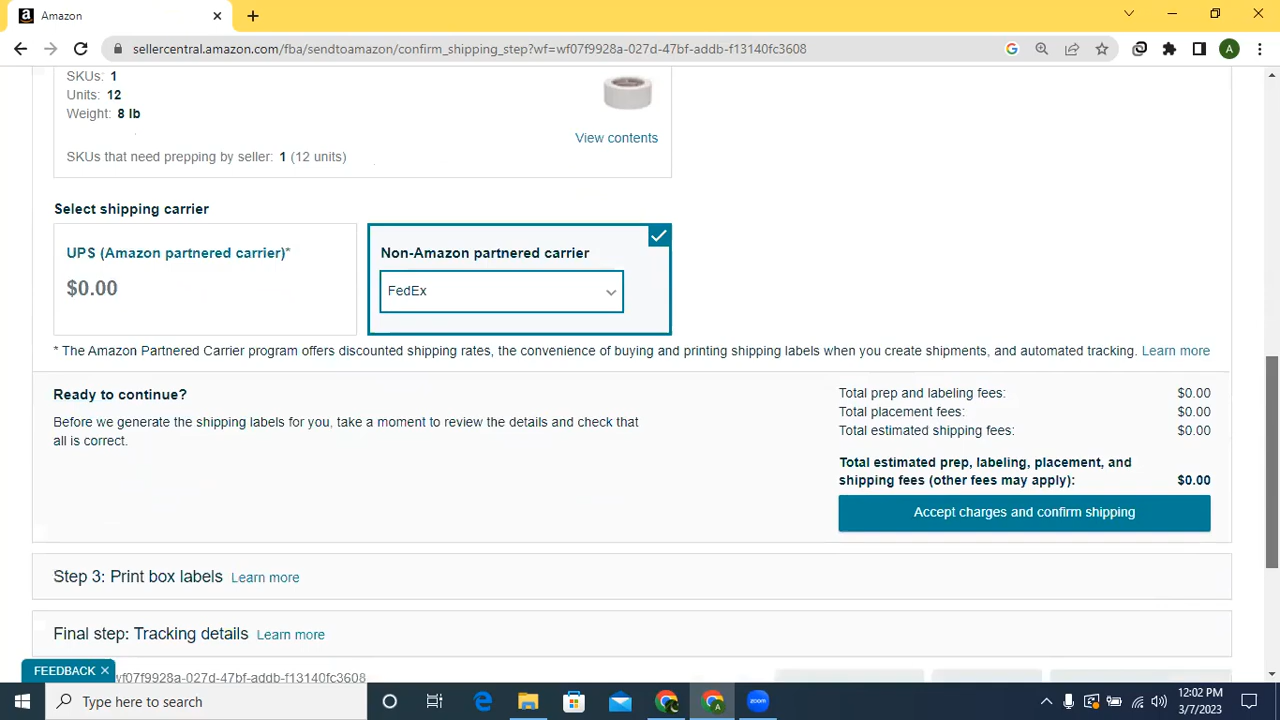 Amazon
sellercentral.amazon.com/fba/sendtoamazon/confirm_shipping_step?wf=wf07f9928a-027d-47bf-addb-f13140fc3608
A
SKUs: 1
Units: 12
Weight: 8 lb
View contents
SKUs that need prepping by seller: 1 (12 units)
Select shipping carrier
UPS (Amazon partnered carrier)*
$0.00
Non-Amazon partnered carrier
FedEx
* The Amazon Partnered Carrier program offers discounted shipping rates, the convenience of buying and printing shipping labels when you create shipments, and automated tracking. Learn more
Ready to continue?
Before we generate the shipping labels for you, take a moment to review the details and check that
all is correct.
Total prep and labeling fees: $0.00
Total placement fees: $0.00
Total estimated shipping fees: $0.00
Total estimated prep, labeling, placement, and
shipping fees (other fees may apply): $0.00
Accept charges and confirm shipping
Step 3: Print box labels Learn more
Final step: Tracking details Learn more
FEEDBACK ×
wf07f9928a-027d-47bf-addb-f13140fc3608
Type here to search
zoom
12:02 PM
3/7/2023